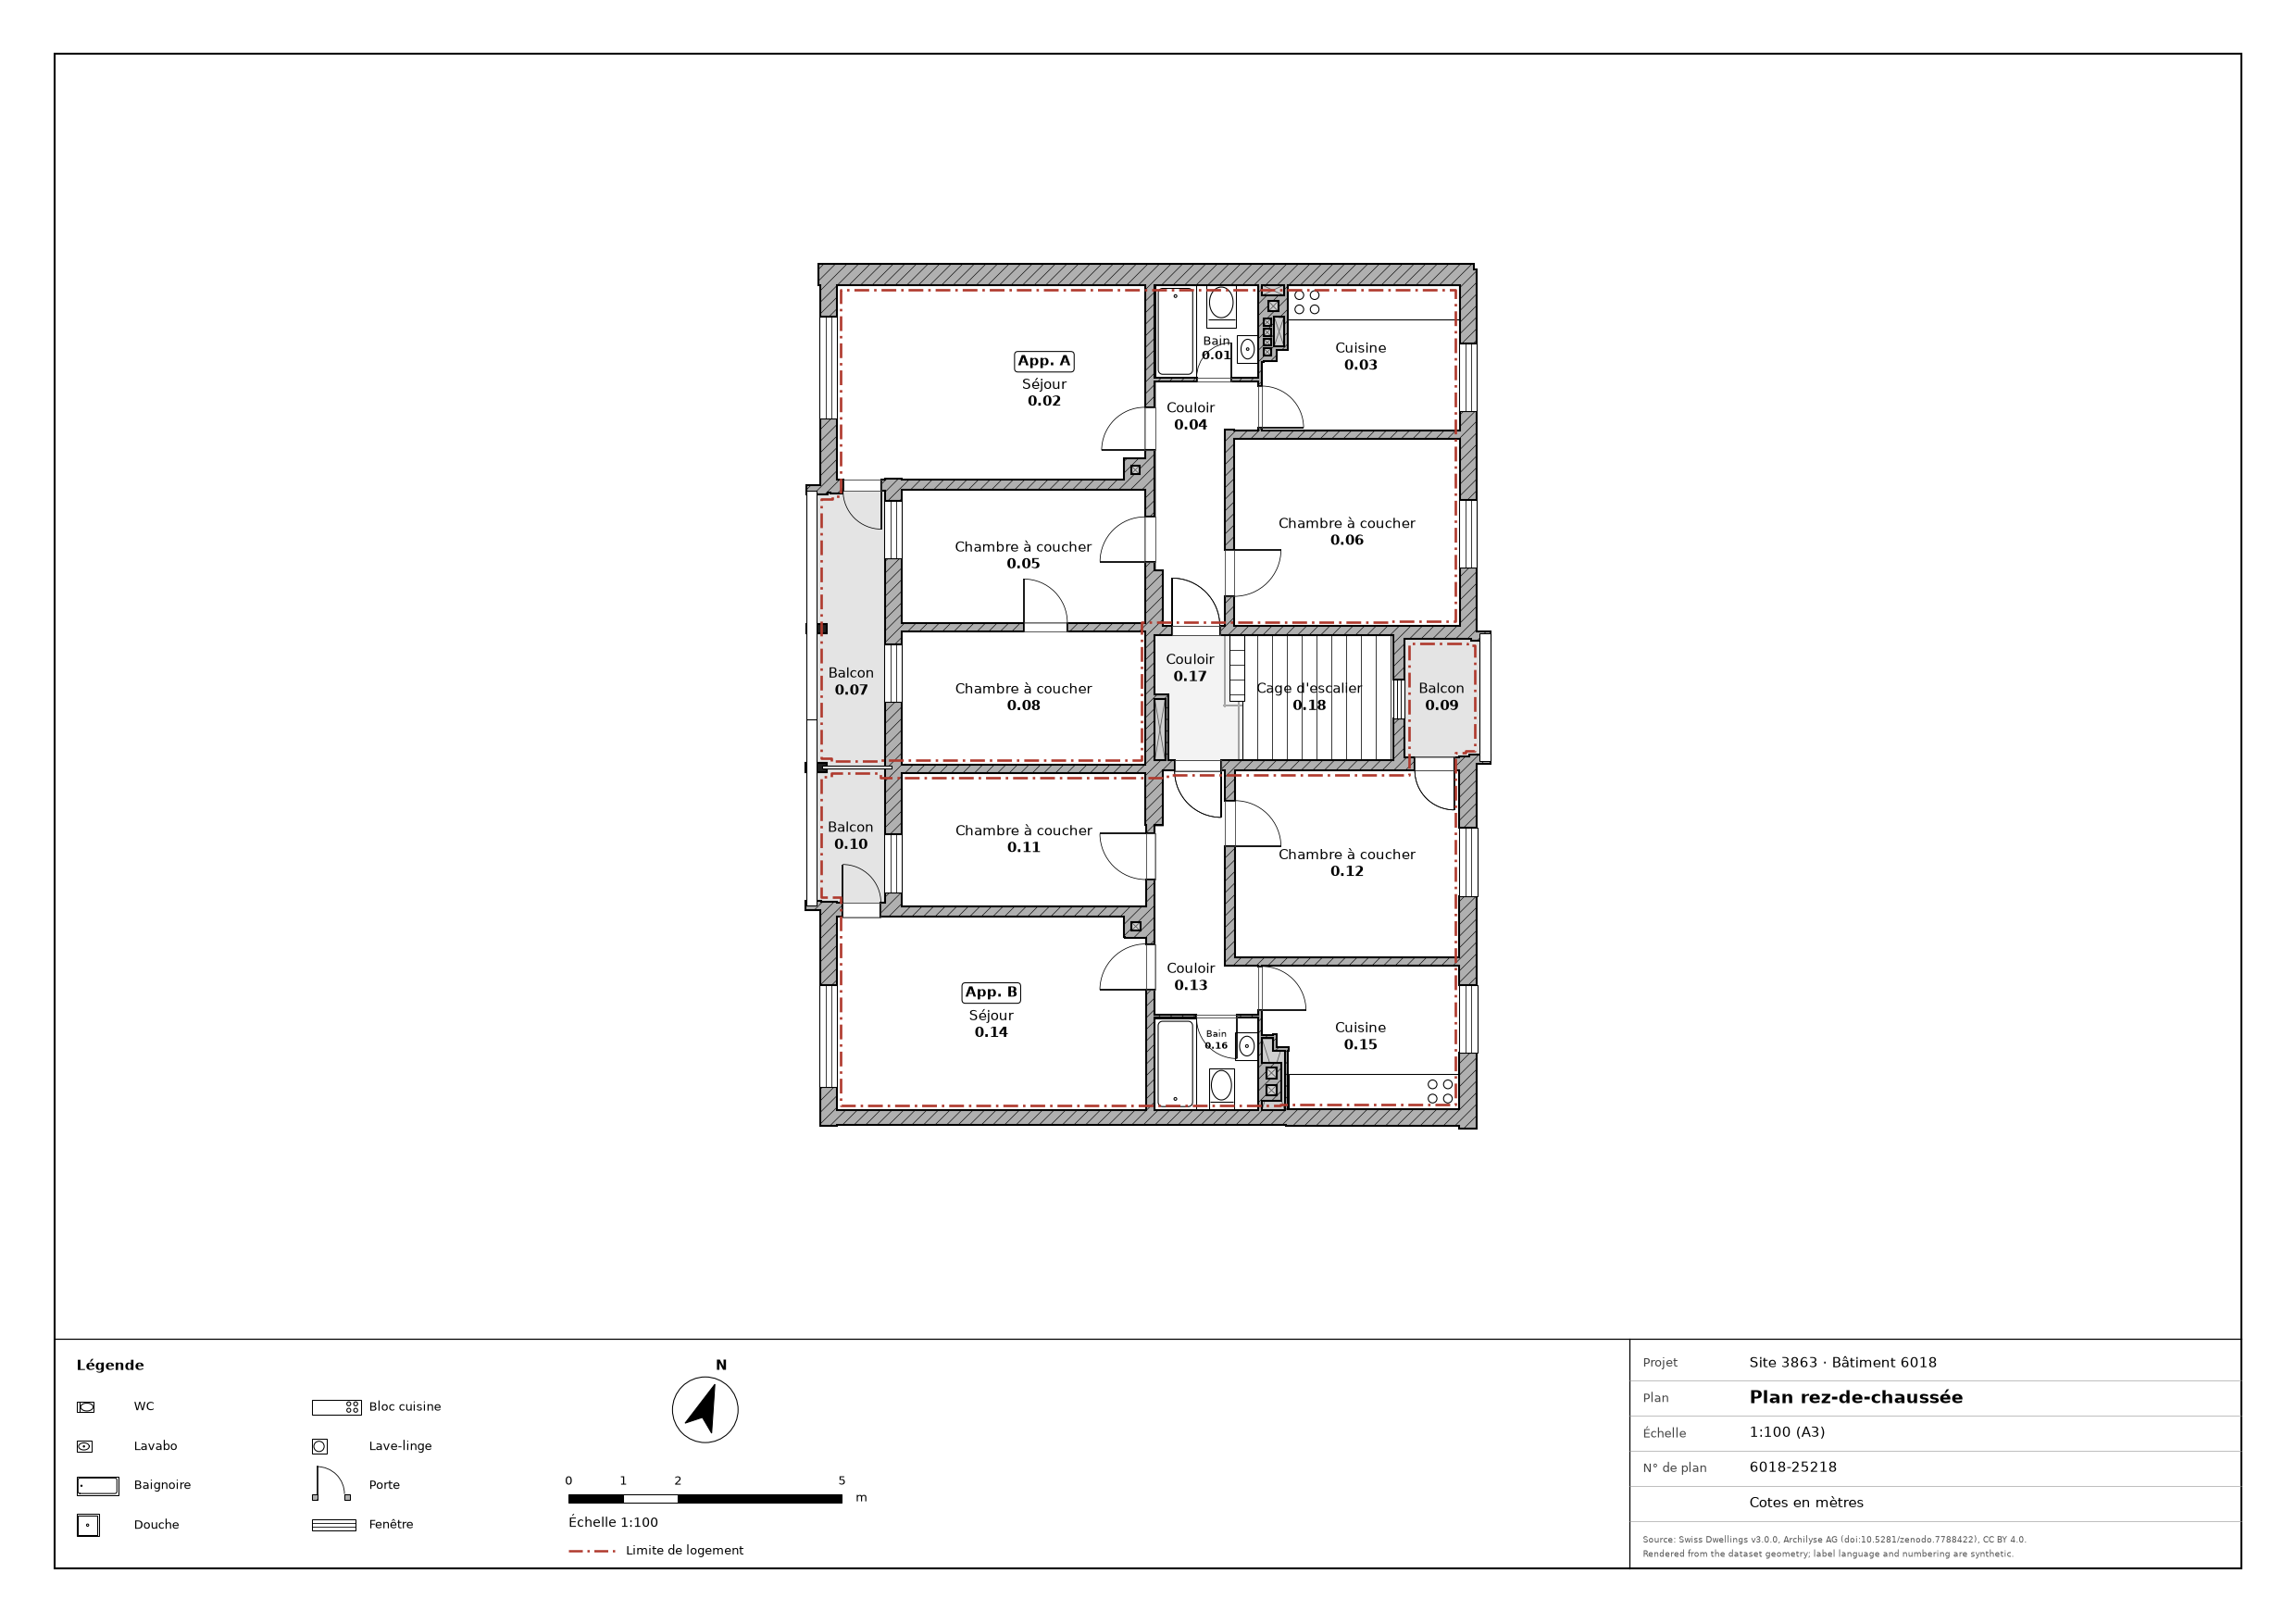 App. A
Séjour
0.02
Bain
0.01
Cuisine
0.03
Couloir
0.04
Chambre à coucher
0.05
Chambre à coucher
0.06
Balcon
0.07
Chambre à coucher
0.08
Couloir
0.17
Cage d'escalier
0.18
Balcon
0.09
Balcon
0.10
Chambre à coucher
0.11
Chambre à coucher
0.12
Couloir
0.13
App. B
Séjour
0.14
Bain
0.16
Cuisine
0.15
Légende
WC
Lavabo
Baignoire
Douche
Bloc cuisine
Lave-linge
Porte
Fenêtre
N
0 1 2 5
m
Échelle 1:100
Limite de logement
Projet Site 3863 · Bâtiment 6018
Plan Plan rez-de-chaussée
Échelle 1:100 (A3)
N° de plan 6018-25218
Cotes en mètres
Source: Swiss Dwellings v3.0.0, Archilyse AG (doi:10.5281/zenodo.7788422), CC BY 4.0.
Rendered from the dataset geometry; label language and numbering are synthetic.